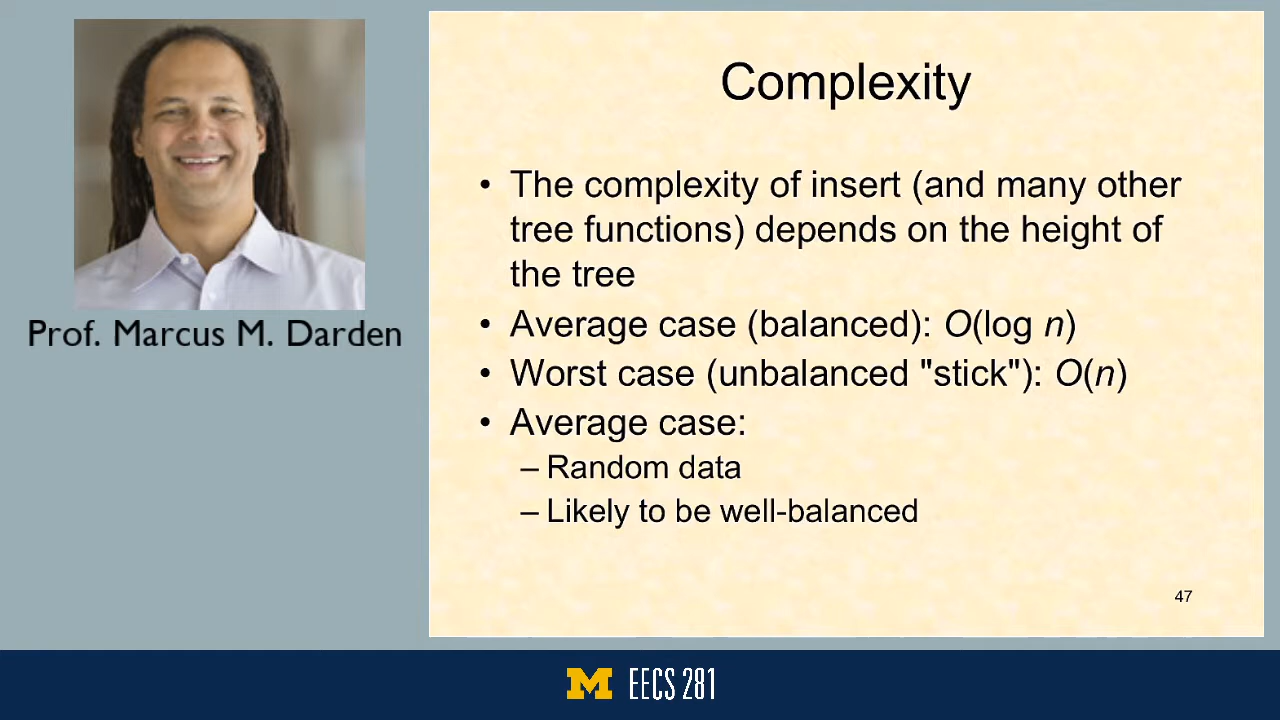 Prof. Marcus M. Darden
Complexity
• The complexity of insert (and many other
tree functions) depends on the height of
the tree
• Average case (balanced): O(log n)
• Worst case (unbalanced "stick"): O(n)
• Average case:
– Random data
– Likely to be well-balanced
47
M EECS 281